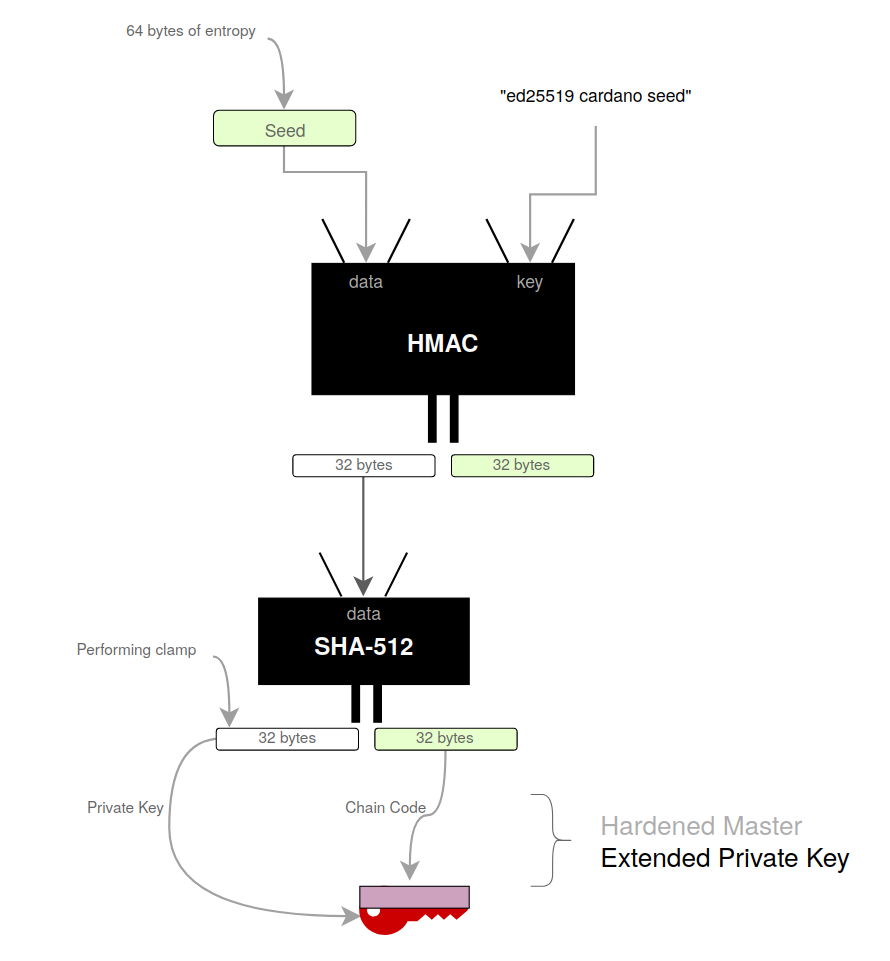 64 bytes of entropy
"ed25519 cardano seed"
Seed
data
key
HMAC
32 bytes
32 bytes
data
SHA-512
Performing clamp
32 bytes
32 bytes
Private Key
Chain Code
Hardened Master
Extended Private Key